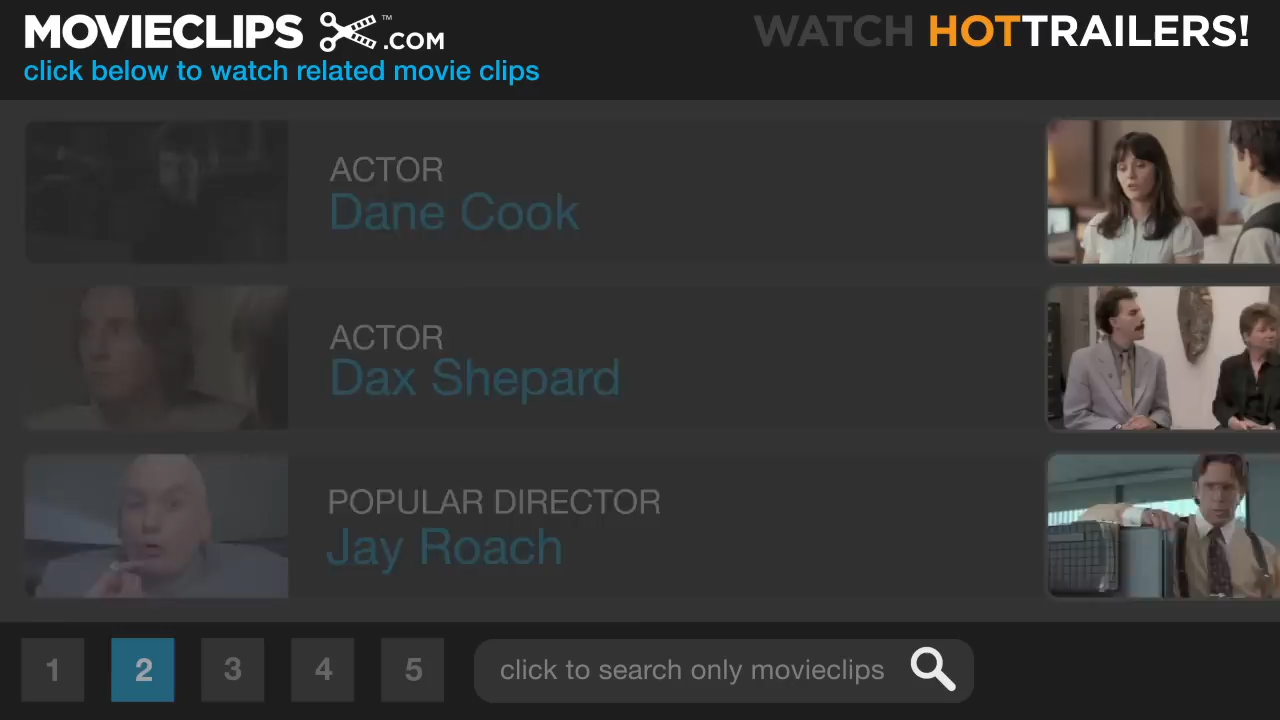 MOVIECLIPS ™ .COM
WATCH HOTTRAILERS!
click below to watch related movie clips
ACTOR
Dane Cook
ACTOR
Dax Shepard
POPULAR DIRECTOR
Jay Roach
1 2 3 4 5 click to search only movieclips